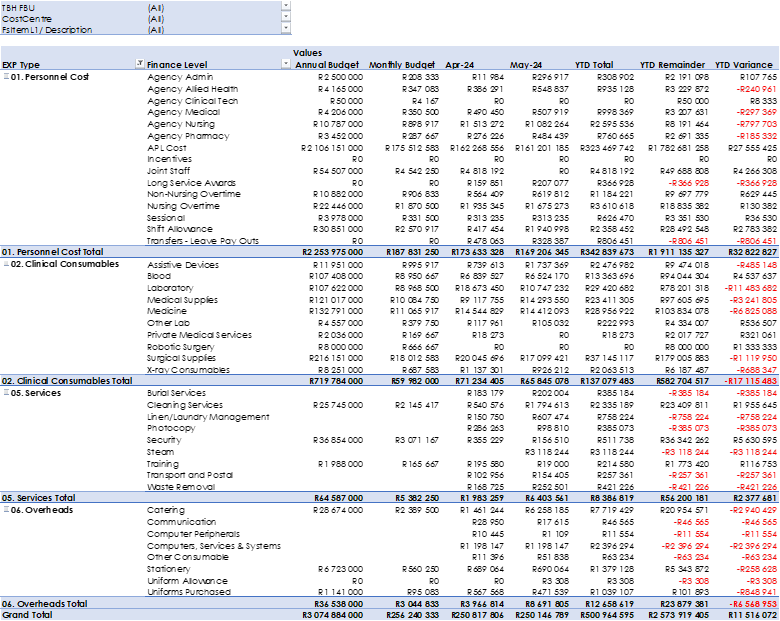 TBH FBU (All)
CostCentre (All)
FsItemL1/ Description (All)
Values
EXP Type Finance Level Annual Budget Monthly Budget Apr-24 May-24 YTD Total YTD Remainder YTD Variance
01. Personnel Cost Agency Admin R2 500 000 R208 333 R11 984 R296 917 R308 902 R2 191 098 R107 765
Agency Allied Health R4 165 000 R347 083 R386 291 R548 837 R935 128 R3 229 872 -R240 961
Agency Clinical Tech R50 000 R4 167 R0 R0 R0 R50 000 R8 333
Agency Medical R4 206 000 R350 500 R490 450 R507 919 R998 369 R3 207 631 -R297 369
Agency Nursing R10 787 000 R898 917 R1 513 272 R1 082 264 R2 595 536 R8 191 464 -R797 703
Agency Pharmacy R3 452 000 R287 667 R276 226 R484 439 R760 665 R2 691 335 -R185 332
APL Cost R2 106 151 000 R175 512 583 R162 268 556 R161 201 185 R323 469 742 R1 782 681 258 R27 555 425
Incentives R0 R0 R0 R0 R0 R0 R0
Joint Staff R54 507 000 R4 542 250 R4 818 192 R0 R4 818 192 R49 688 808 R4 266 308
Long Service Awards R0 R0 R159 851 R207 077 R366 928 -R366 928 -R366 928
Non-Nursing Overtime R10 882 000 R906 833 R564 409 R619 812 R1 184 221 R9 697 779 R629 445
Nursing Overtime R22 446 000 R1 870 500 R1 935 345 R1 675 273 R3 610 618 R18 835 382 R130 382
Sessional R3 978 000 R331 500 R313 235 R313 235 R626 470 R3 351 530 R36 530
Shift Allowance R30 851 000 R2 570 917 R417 454 R1 940 998 R2 358 452 R28 492 548 R2 783 382
Transfers - Leave Pay Outs R0 R0 R478 063 R328 387 R806 451 -R806 451 -R806 451
01. Personnel Cost Total R2 253 975 000 R187 831 250 R173 633 328 R169 206 345 R342 839 673 R1 911 135 327 R32 822 827
02. Clinical Consumables Assistive Devices R11 951 000 R995 917 R739 613 R1 737 369 R2 476 982 R9 474 018 -R485 148
Blood R107 408 000 R8 950 667 R6 839 527 R6 524 170 R13 363 696 R94 044 304 R4 537 637
Laboratory R107 622 000 R8 968 500 R18 673 450 R10 747 232 R29 420 682 R78 201 318 -R11 483 682
Medical Supplies R121 017 000 R10 084 750 R9 117 755 R14 293 550 R23 411 305 R97 605 695 -R3 241 805
Medicine R132 791 000 R11 065 917 R14 544 829 R14 412 093 R28 956 922 R103 834 078 -R6 825 088
Other Lab R4 557 000 R379 750 R117 961 R105 032 R222 993 R4 334 007 R536 507
Private Medical Services R2 036 000 R169 667 R18 273 R0 R18 273 R2 017 727 R321 061
Robotic Surgery R8 000 000 R666 667 R0 R0 R0 R8 000 000 R1 333 333
Surgical Supplies R216 151 000 R18 012 583 R20 045 696 R17 099 421 R37 145 117 R179 005 883 -R1 119 950
X-ray Consumables R8 251 000 R687 583 R1 137 301 R926 212 R2 063 513 R6 187 487 -R688 347
02. Clinical Consumables Total R719 784 000 R59 982 000 R71 234 405 R65 845 078 R137 079 483 R582 704 517 -R17 115 483
05. Services Burial Services R183 179 R202 004 R385 184 -R385 184 -R385 184
Cleaning Services R25 745 000 R2 145 417 R540 576 R1 794 613 R2 335 189 R23 409 811 R1 955 645
Linen/Laundry Management R150 750 R607 474 R758 224 -R758 224 -R758 224
Photocopy R286 263 R98 810 R385 073 -R385 073 -R385 073
Security R36 854 000 R3 071 167 R355 229 R156 510 R511 738 R36 342 262 R5 630 595
Steam R3 118 244 R3 118 244 -R3 118 244 -R3 118 244
Training R1 988 000 R165 667 R195 580 R19 000 R214 580 R1 773 420 R116 753
Transport and Postal R102 956 R154 405 R257 361 -R257 361 -R257 361
Waste Removal R168 725 R252 501 R421 226 -R421 226 -R421 226
05. Services Total R64 587 000 R5 382 250 R1 983 259 R6 403 561 R8 386 819 R56 200 181 R2 377 681
06. Overheads Catering R28 674 000 R2 389 500 R1 461 244 R6 258 185 R7 719 429 R20 954 571 -R2 940 429
Communication R28 950 R17 615 R46 565 -R46 565 -R46 565
Computer Peripherals R10 445 R1 109 R11 554 -R11 554 -R11 554
Computers, Services & Systems R1 198 147 R1 198 147 R2 396 294 -R2 396 294 -R2 396 294
Other Consumable R11 396 R51 838 R63 234 -R63 234 -R63 234
Stationery R6 723 000 R560 250 R689 064 R690 064 R1 379 128 R5 343 872 -R258 628
Uniform Allowance R0 R0 R3 308 R3 308 -R3 308 -R3 308
Uniforms Purchased R1 141 000 R95 083 R567 568 R471 539 R1 039 107 R101 893 -R848 941
06. Overheads Total R36 538 000 R3 044 833 R3 966 814 R8 691 805 R12 658 619 R23 879 381 -R6 568 953
Grand Total R3 074 884 000 R256 240 333 R250 817 806 R250 146 789 R500 964 595 R2 573 919 405 R11 516 072